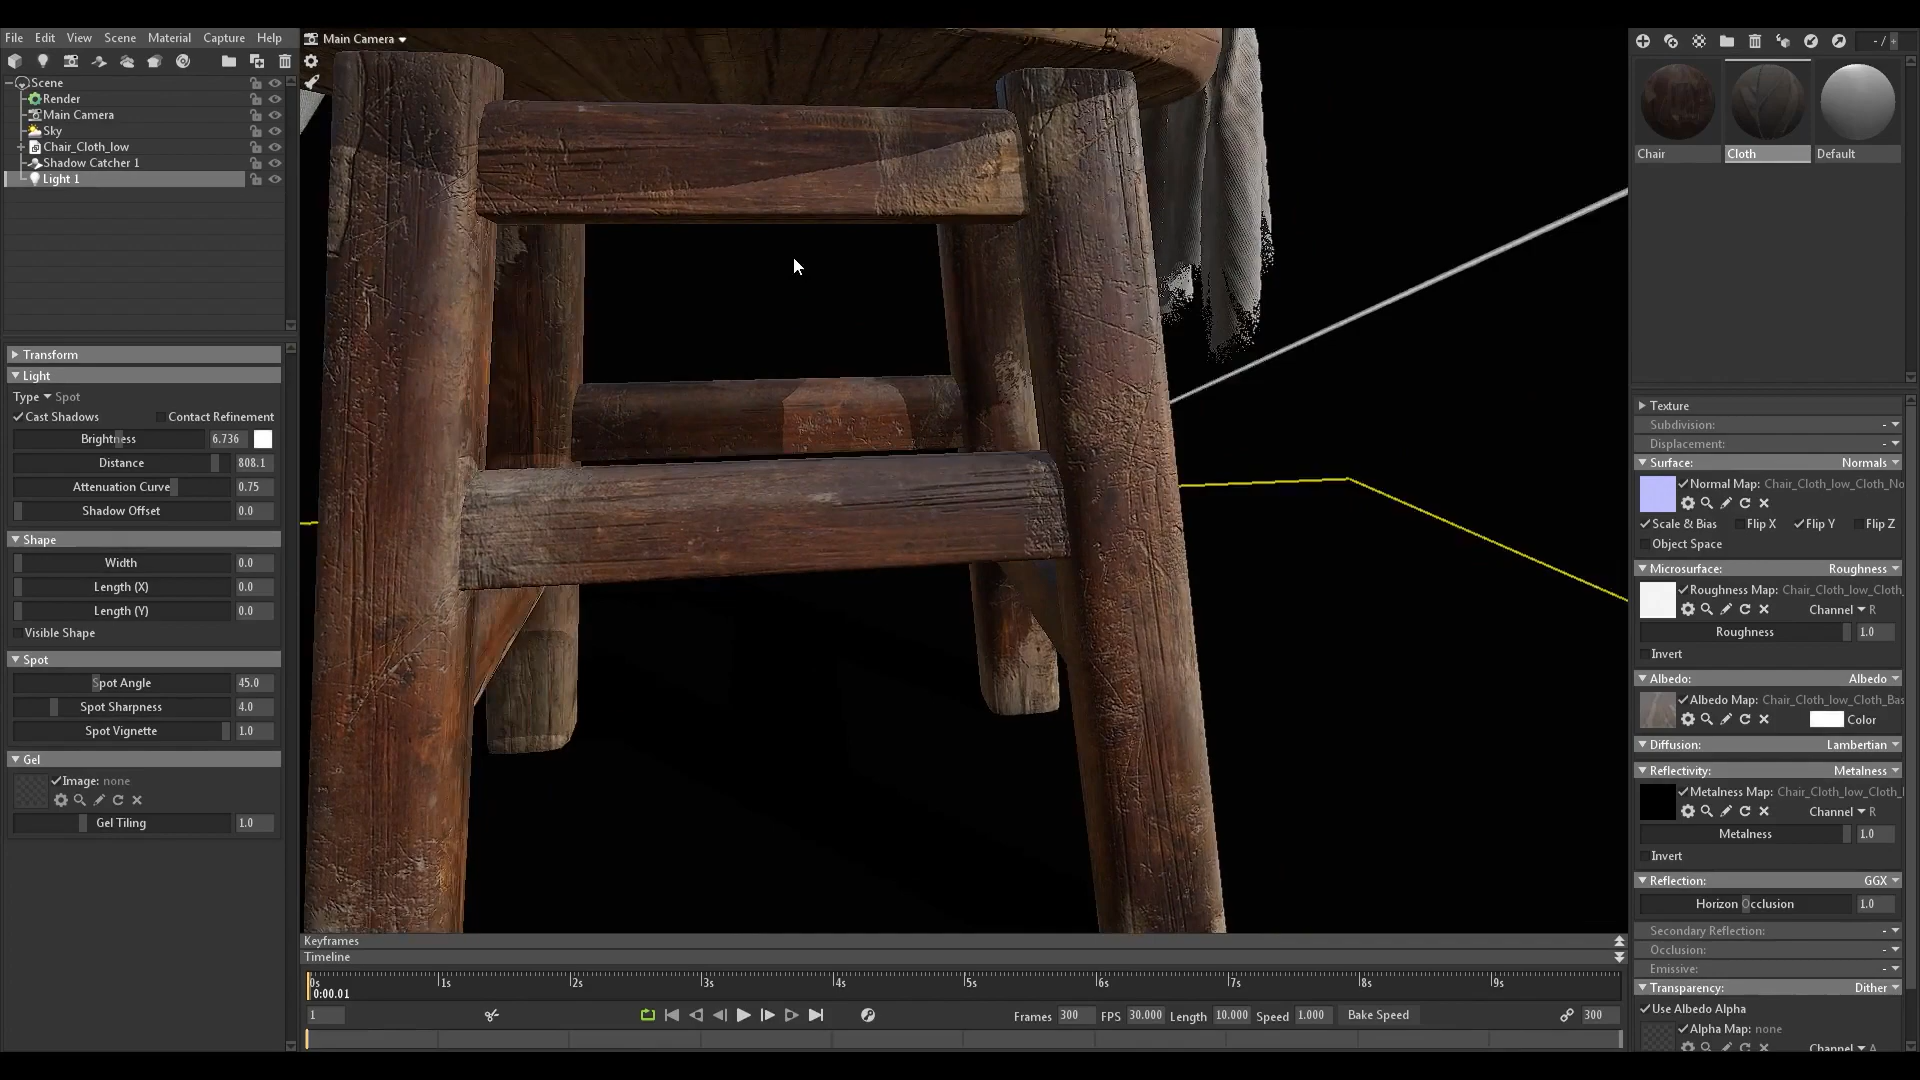 File Edit View Scene Material Capture Help
Main Camera
Scene
Render
Main Camera
Sky
Chair_Cloth_low
Shadow Catcher 1
Light 1
Transform
Light
Type Spot
Cast Shadows Contact Refinement
Brightness 6.736
Distance 808.1
Attenuation Curve 0.75
Shadow Offset 0.0
Shape
Width 0.0
Length (X) 0.0
Length (Y) 0.0
Visible Shape
Spot
Spot Angle 45.0
Spot Sharpness 4.0
Spot Vignette 1.0
Gel
Image: none
Gel Tiling 1.0
Keyframes
Timeline
0s 1s 2s 3s 4s 5s 6s 7s 8s 9s
0:00.01
1 Frames 300 FPS 30.000 Length 10.000 Speed 1.000 Bake Speed 300
- /
Chair Cloth Default
Texture
Subdivision: -
Displacement: -
Surface: Normals
Normal Map: Chair_Cloth_low_Cloth_No
Scale & Bias Flip X Flip Y Flip Z
Object Space
Microsurface: Roughness
Roughness Map: Chair_Cloth_low_Cloth_
Channel R
Roughness 1.0
Invert
Albedo: Albedo
Albedo Map: Chair_Cloth_low_Cloth_Bas
Color
Diffusion: Lambertian
Reflectivity: Metalness
Metalness Map: Chair_Cloth_low_Cloth_
Channel R
Metalness 1.0
Invert
Reflection: GGX
Horizon Occlusion 1.0
Secondary Reflection: -
Occlusion: -
Emissive: -
Transparency: Dither
Use Albedo Alpha
Alpha Map: none
Channel A